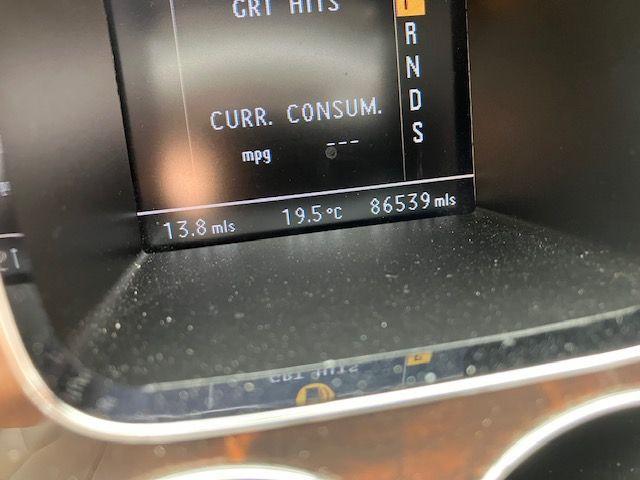 GRT HITS
P
R
N
D
S
CURR. CONSUM.
mpg ---
13.8 mls 19.5°C 86539 mls